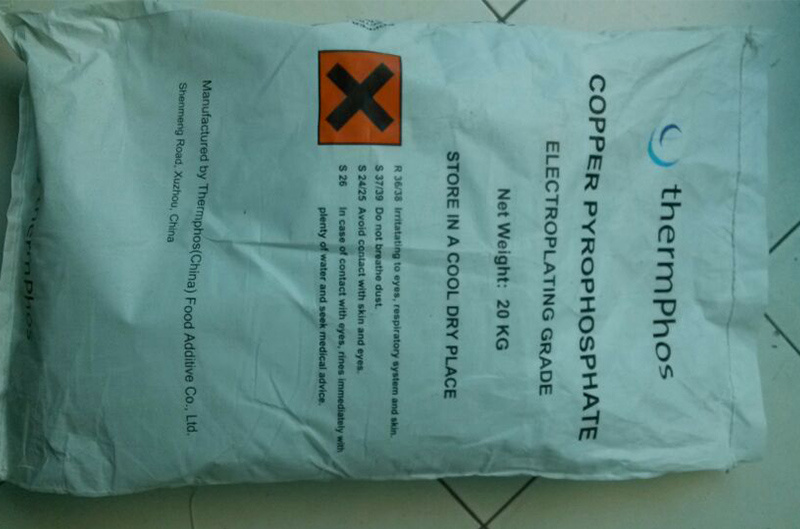 thermPhos
COPPER PYROPHOSPHATE
ELECTROPLATING GRADE
Net Weight: 20 KG
STORE IN A COOL DRY PLACE
R 36/38 Irritatating to eyes, respiratory system and skin.
S 37/39 Do not breathe dust.
S 24/25 Avoid contact with skin and eyes.
S 26 In case of contact with eyes, rines immediately with
plenty of water and seek medical advice.
Manufactured by Thermphos(China) Food Additive Co., Ltd.
Shenmeng Road, Xuzhou, China
thermPhos